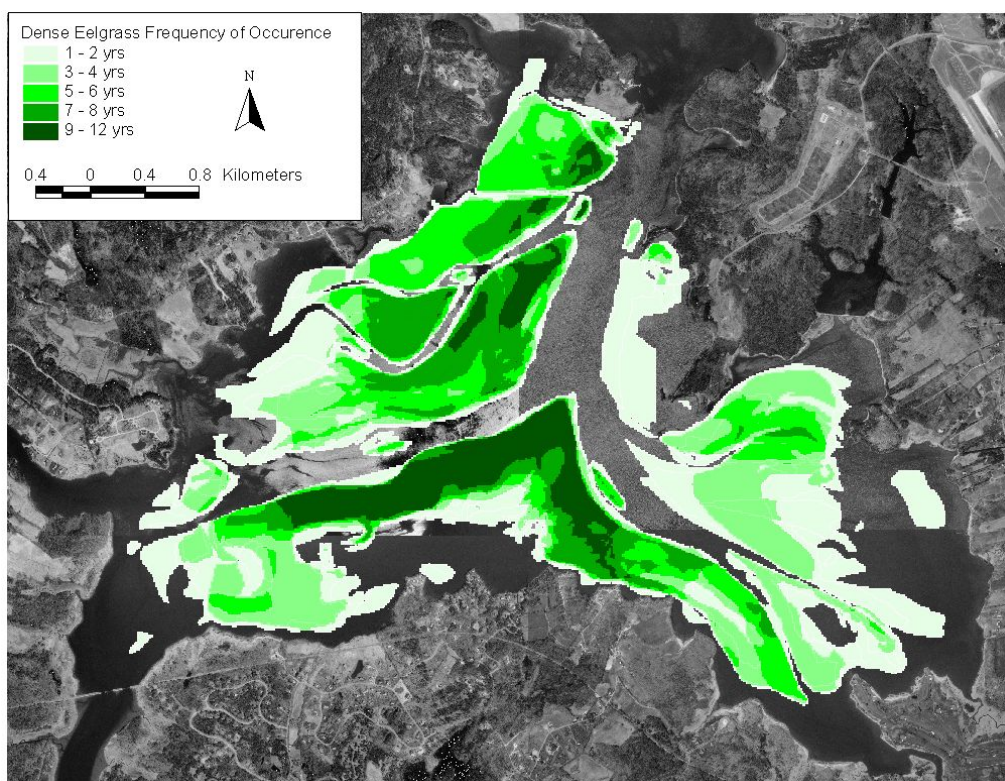 Dense Eelgrass Frequency of Occurence
1 - 2 yrs
3 - 4 yrs
5 - 6 yrs
7 - 8 yrs
9 - 12 yrs
N
0.4 0 0.4 0.8 Kilometers